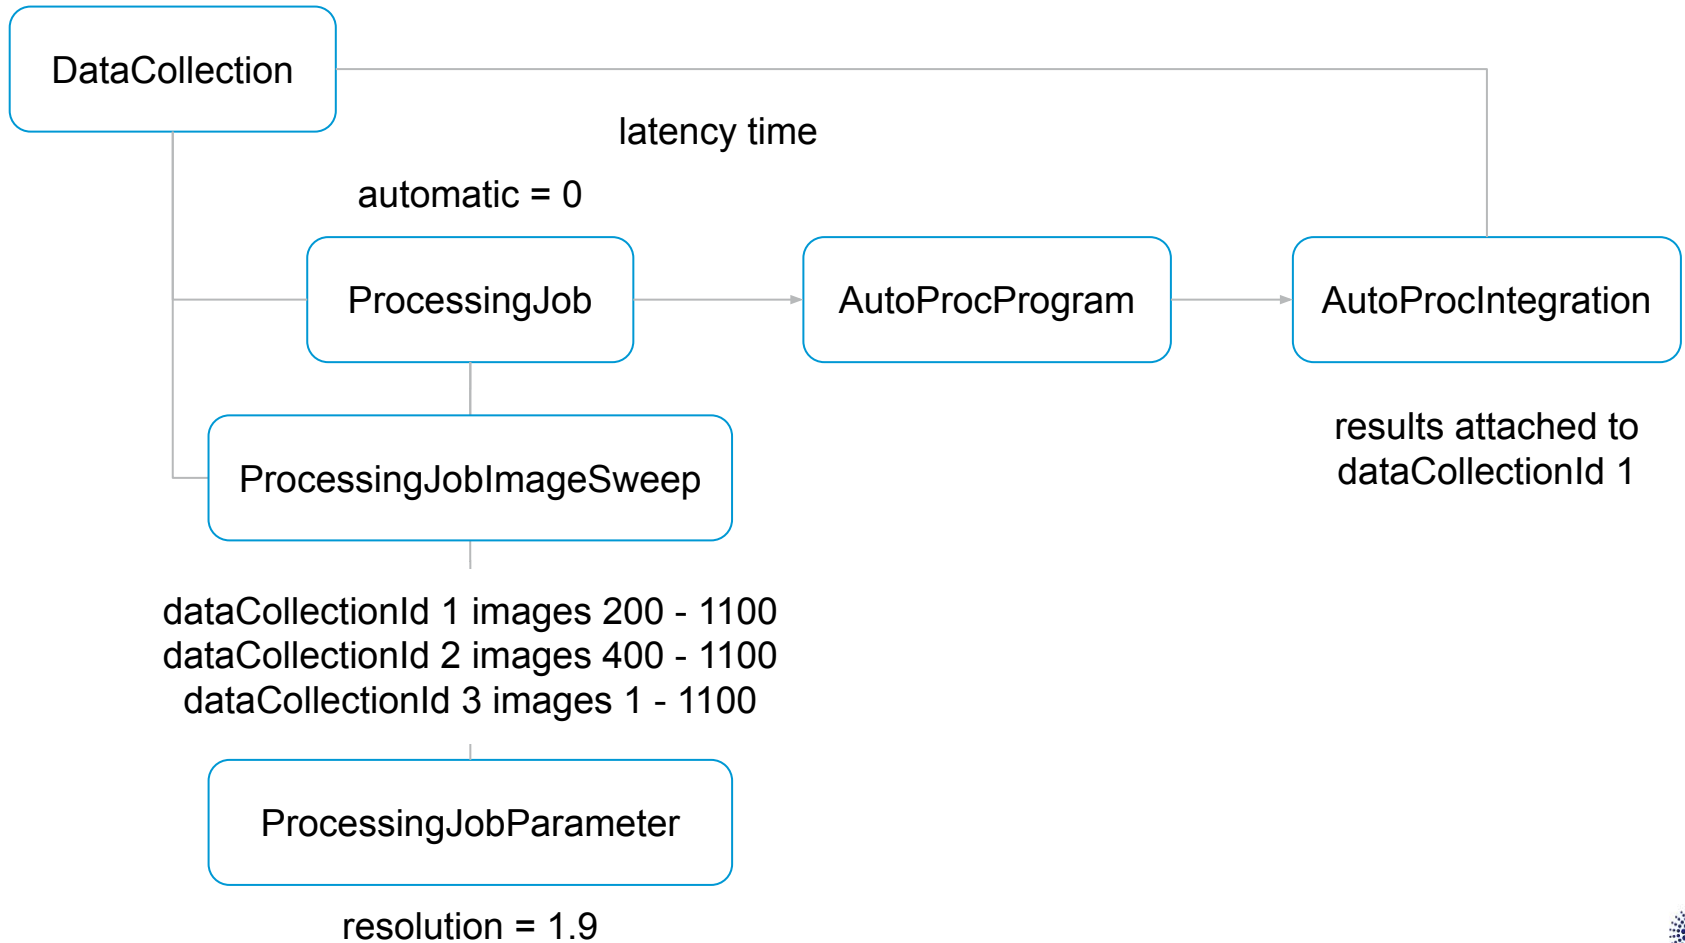 DataCollection
latency time
automatic = 0
ProcessingJob
AutoProcProgram
AutoProcIntegration
results attached to
dataCollectionId 1
ProcessingJobImageSweep
dataCollectionId 1 images 200 - 1100
dataCollectionId 2 images 400 - 1100
dataCollectionId 3 images 1 - 1100
ProcessingJobParameter
resolution = 1.9